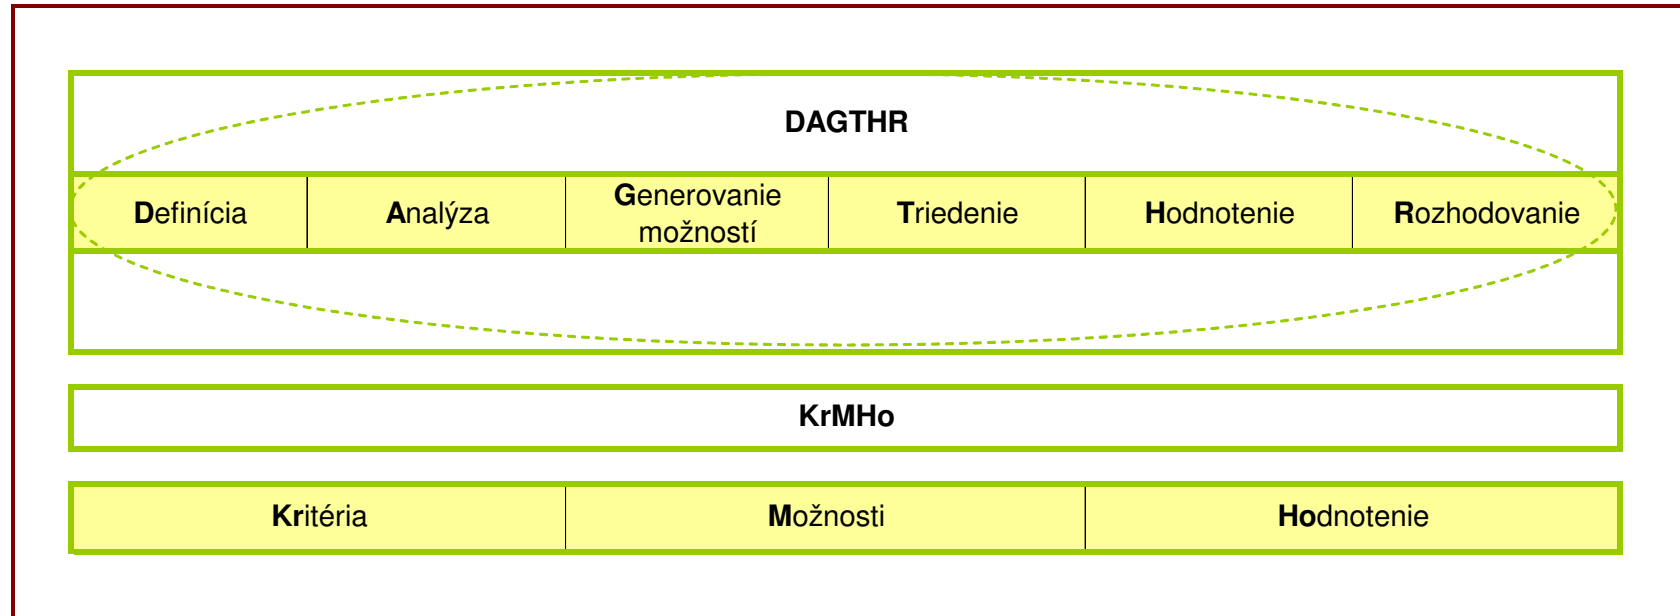 DAGTHR
Definícia
Analýza
Generovanie
možností
Triedenie
Hodnotenie
Rozhodovanie
KrMHo
Kritéria
Možnosti
Hodnotenie